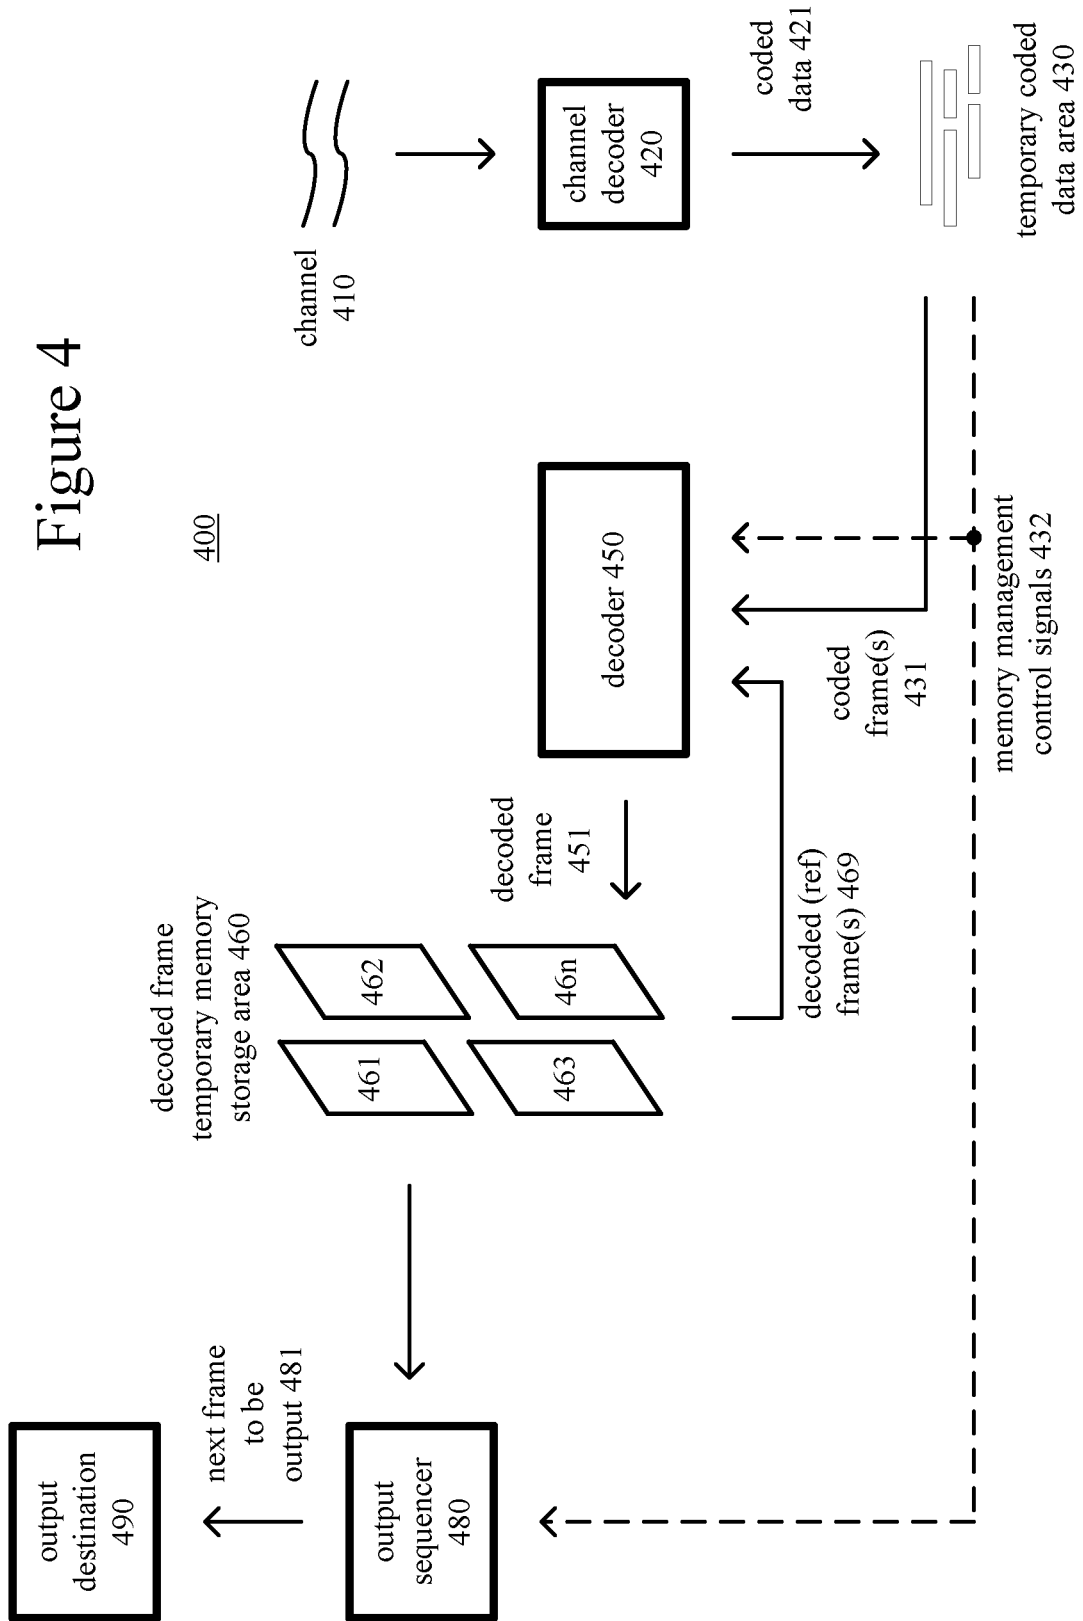 Figure 4
400
output
destination
490
next frame
to be
output 481
output
sequencer
480
decoded frame
temporary memory
storage area 460
461
462
463
46n
decoded
frame
451
decoder 450
channel
410
channel
decoder
420
coded
data 421
decoded (ref)
frame(s) 469
coded
frame(s)
431
memory management
control signals 432
temporary coded
data area 430